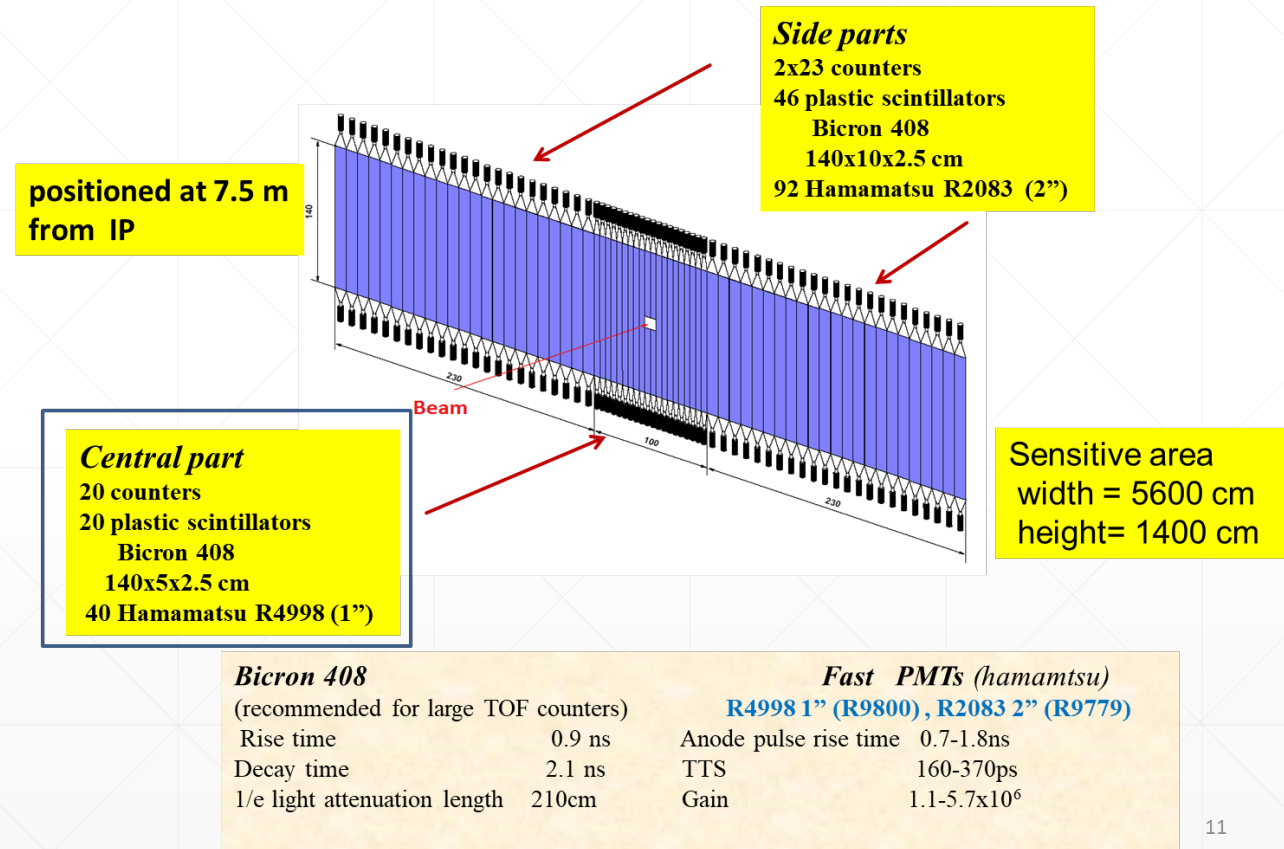 Side parts
2x23 counters
46 plastic scintillators
Bicron 408
140x10x2.5 cm
92 Hamamatsu R2083 (2”)
positioned at 7.5 m
from IP
140
230
Beam
100
230
Central part
20 counters
20 plastic scintillators
Bicron 408
140x5x2.5 cm
40 Hamamatsu R4998 (1”)
Sensitive area
width = 5600 cm
height= 1400 cm
Bicron 408
(recommended for large TOF counters)
Rise time 0.9 ns
Decay time 2.1 ns
1/e light attenuation length 210cm
Fast PMTs (hamamtsu)
R4998 1” (R9800) , R2083 2” (R9779)
Anode pulse rise time 0.7-1.8ns
TTS 160-370ps
Gain 1.1-5.7x10⁶
11